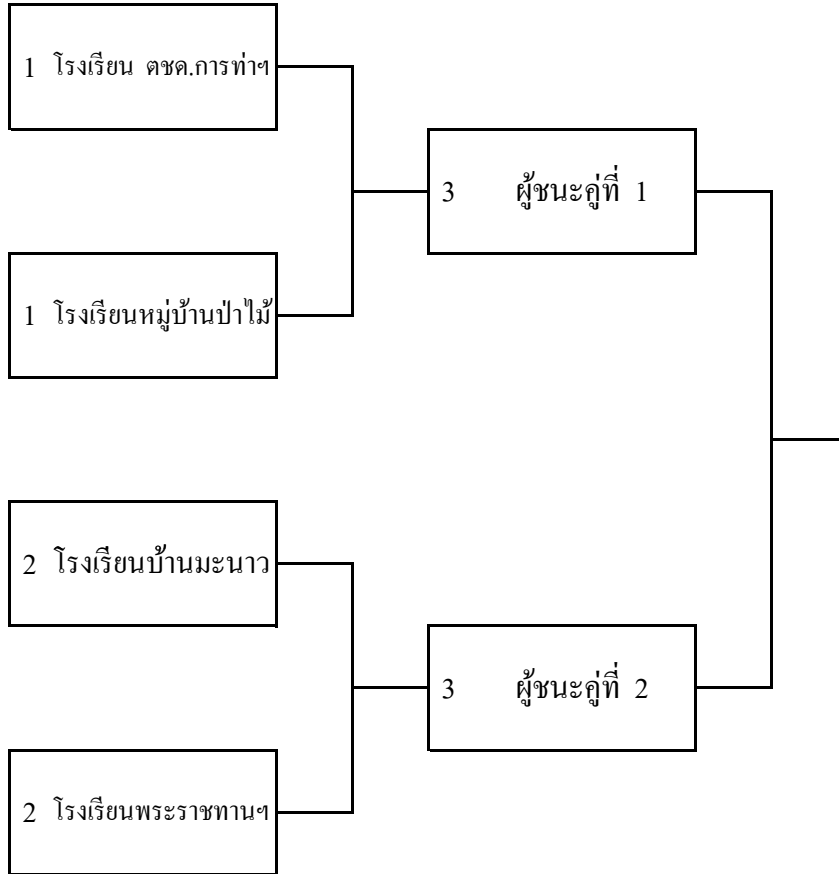 1 โรงเรียน ตชด.การท่าฯ
3 ผู้ชนะคู่ที่ 1
1 โรงเรียนหมู่บ้านป่าไม้
2 โรงเรียนบ้านมะนาว
3 ผู้ชนะคู่ที่ 2
2 โรงเรียนพระราชทานฯ